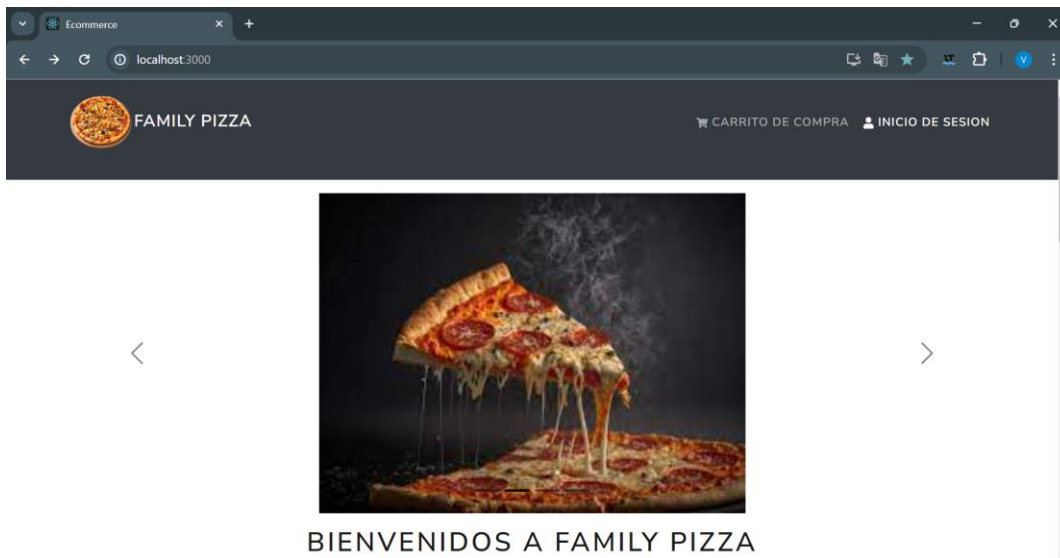 Ecommerce
localhost:3000
V
FAMILY PIZZA
CARRITO DE COMPRA
INICIO DE SESION
BIENVENIDOS A FAMILY PIZZA